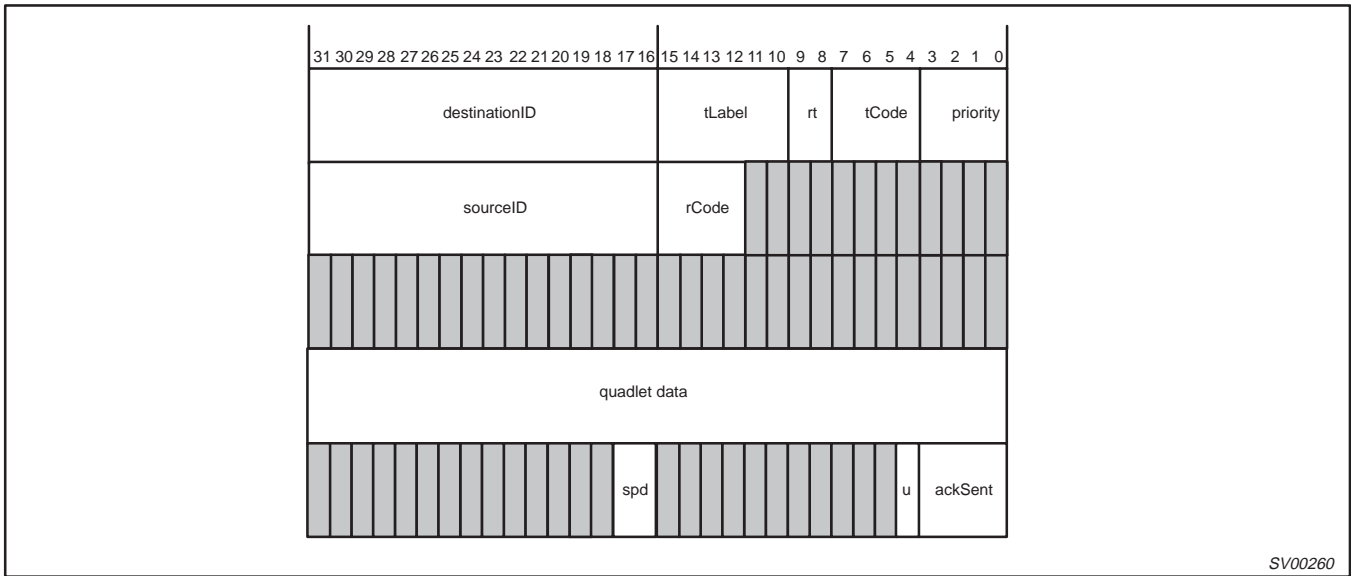 31 30 29 28 27 26 25 24 23 22 21 20 19 18 17 16 15 14 13 12 11 10 9 8 7 6 5 4 3 2 1 0
destinationID tLabel rt tCode priority
sourceID rCode
quadlet data
spd u ackSent
SV00260